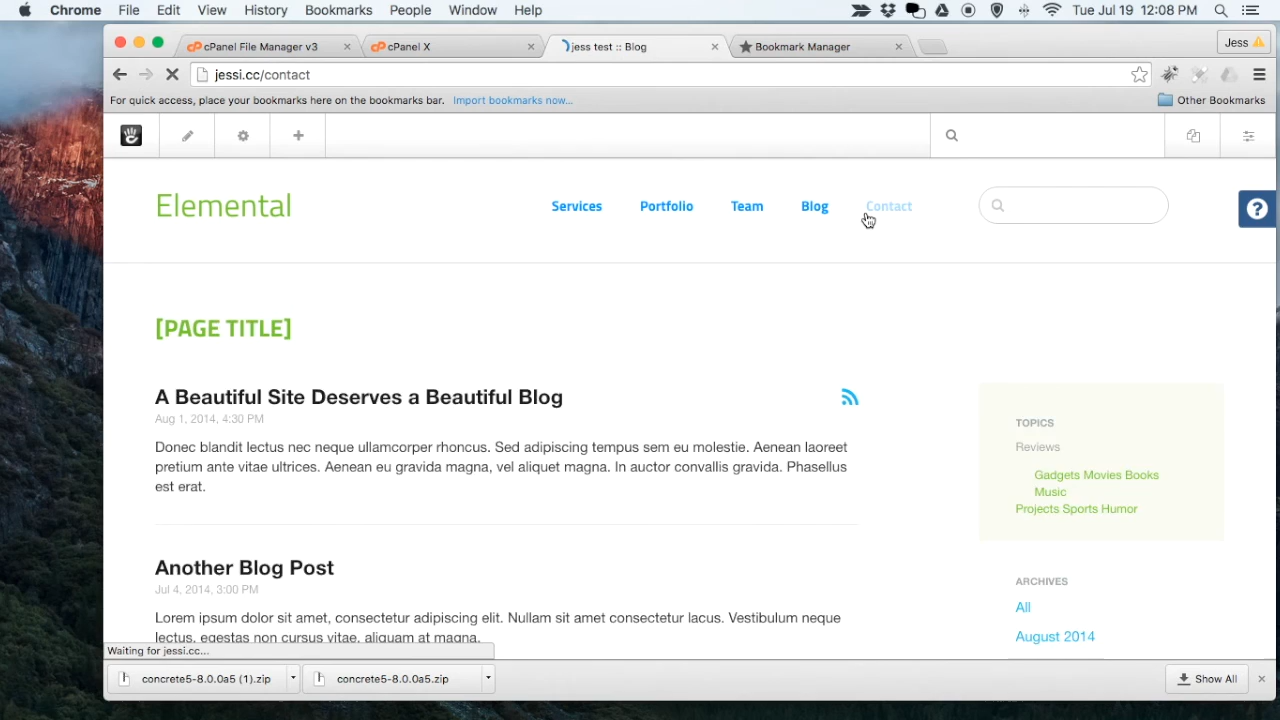 Chrome File Edit View History Bookmarks People Window Help Tue Jul 19 12:08 PM
cPanel File Manager v3 cPanel X jess test :: Blog Bookmark Manager Jess
jessi.cc/contact
For quick access, place your bookmarks here on the bookmarks bar. Import bookmarks now... Other Bookmarks
Elemental Services Portfolio Team Blog Contact
[PAGE TITLE]
A Beautiful Site Deserves a Beautiful Blog
Aug 1, 2014, 4:30 PM
Donec blandit lectus nec neque ullamcorper rhoncus. Sed adipiscing tempus sem eu molestie. Aenean laoreet
pretium ante vitae ultrices. Aenean eu gravida magna, vel aliquet magna. In auctor convallis gravida. Phasellus
est erat.
Another Blog Post
Jul 4, 2014, 3:00 PM
Lorem ipsum dolor sit amet, consectetur adipiscing elit. Nullam sit amet consectetur lacus. Vestibulum neque
lectus, egestas non cursus vitae, aliquam at magna.
TOPICS
Reviews
Gadgets Movies Books
Music
Projects Sports Humor
ARCHIVES
All
August 2014
Waiting for jessi.cc...
concrete5-8.0.0a5 (1).zip concrete5-8.0.0a5.zip Show All